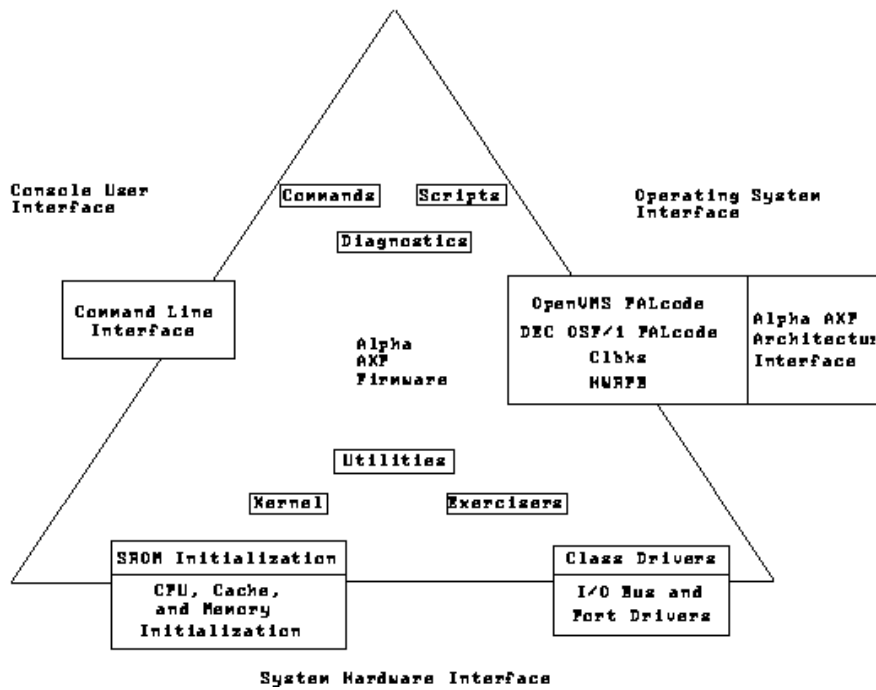 Console User
Interface
Commands
Scripts
Operating System
Interface
Diagnostics
Command Line
Interface
OpenVMS PALcode
DEC OSF/1 PALcode
Clbks
HWRPB
Alpha AXP
Architectur
Interface
Alpha
AXP
Firmware
Utilities
Kernel
Exercisers
SROM Initialization
CPU, Cache,
and Memory
Initialization
Class Drivers
I/O Bus and
Port Drivers
System Hardware Interface